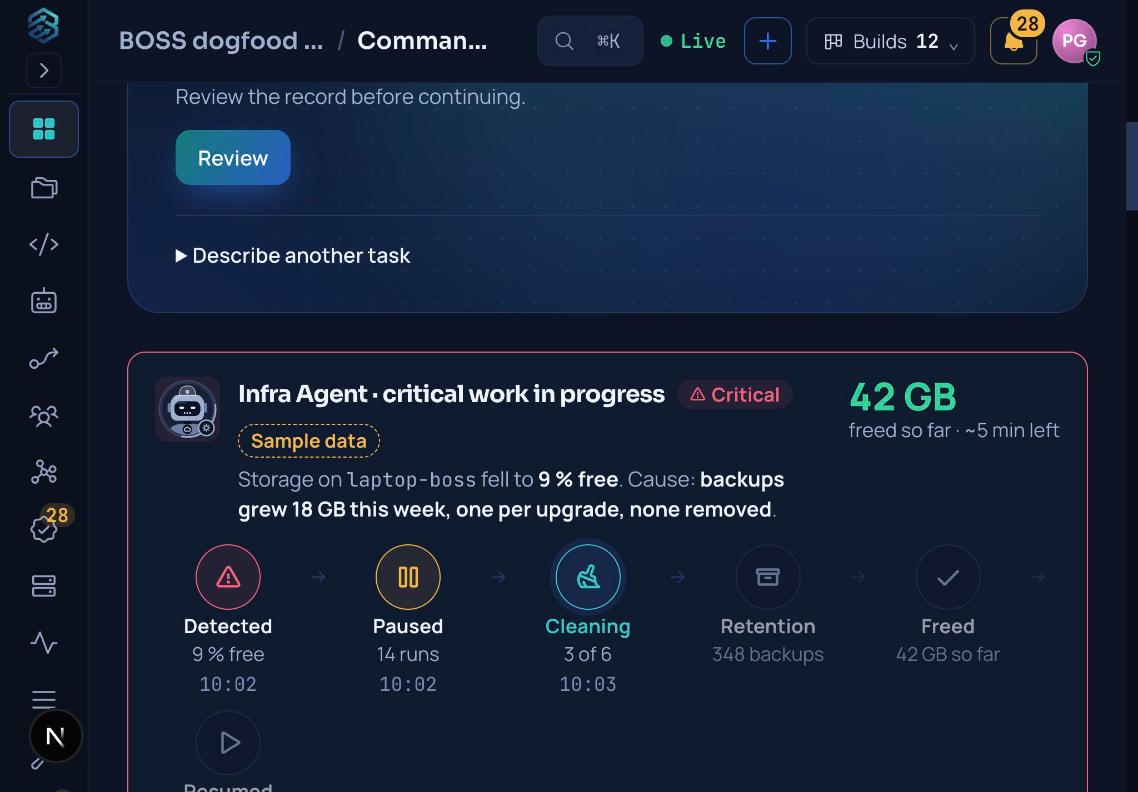 BOSS dogfood ... / Comman...
⌘K
Live
Builds 12
28
PG
Review the record before continuing.
Review
Describe another task
Infra Agent · critical work in progress
Critical
42 GB
Sample data
freed so far · ~5 min left
Storage on laptop-boss fell to 9 % free. Cause: backups
grew 18 GB this week, one per upgrade, none removed.
28
Detected
Paused
Cleaning
Retention
Freed
9 % free
14 runs
3 of 6
348 backups
42 GB so far
10:02
10:02
10:03
N
Resumed